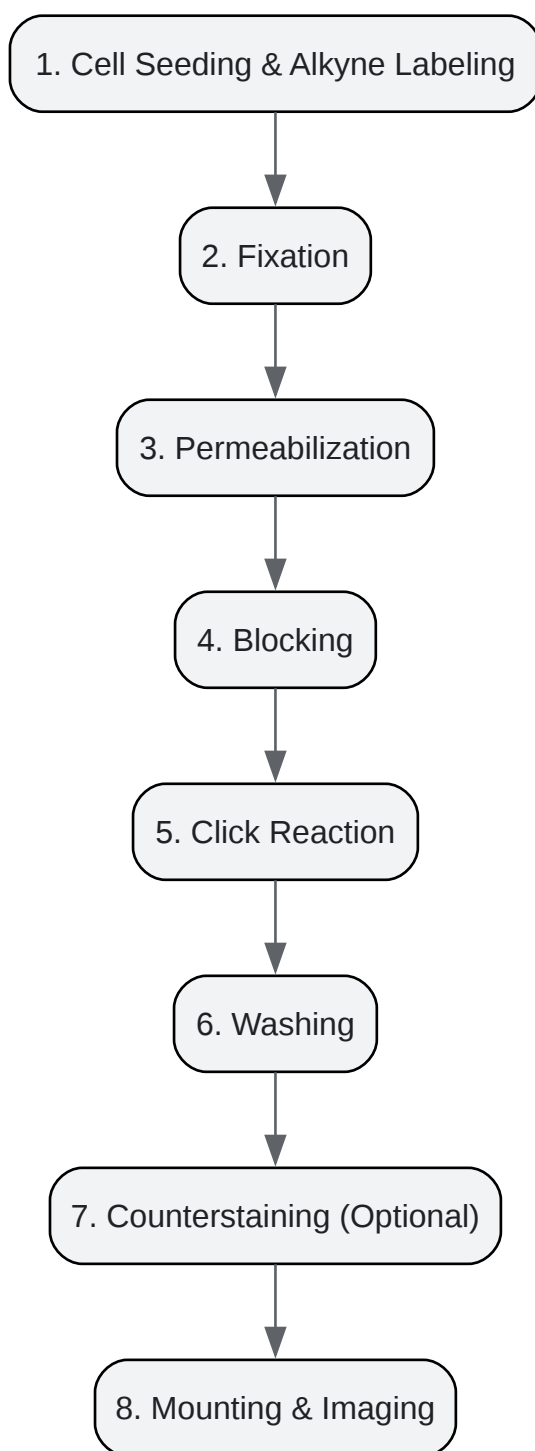 1. Cell Seeding & Alkyne Labeling
2. Fixation
3. Permeabilization
4. Blocking
5. Click Reaction
6. Washing
7. Counterstaining (Optional)
8. Mounting & Imaging